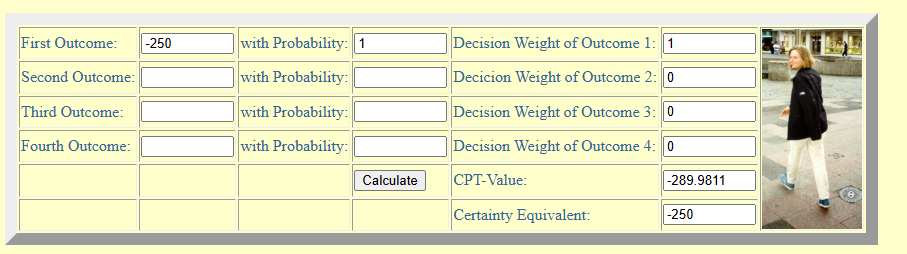 First Outcome: -250 with Probability: 1 Decision Weight of Outcome 1: 1
Second Outcome: with Probability: Decicion Weight of Outcome 2: 0
Third Outcome: with Probability: Decision Weight of Outcome 3: 0
Fourth Outcome: with Probability: Decision Weight of Outcome 4: 0
Calculate CPT-Value: -289.9811
Certainty Equivalent: -250